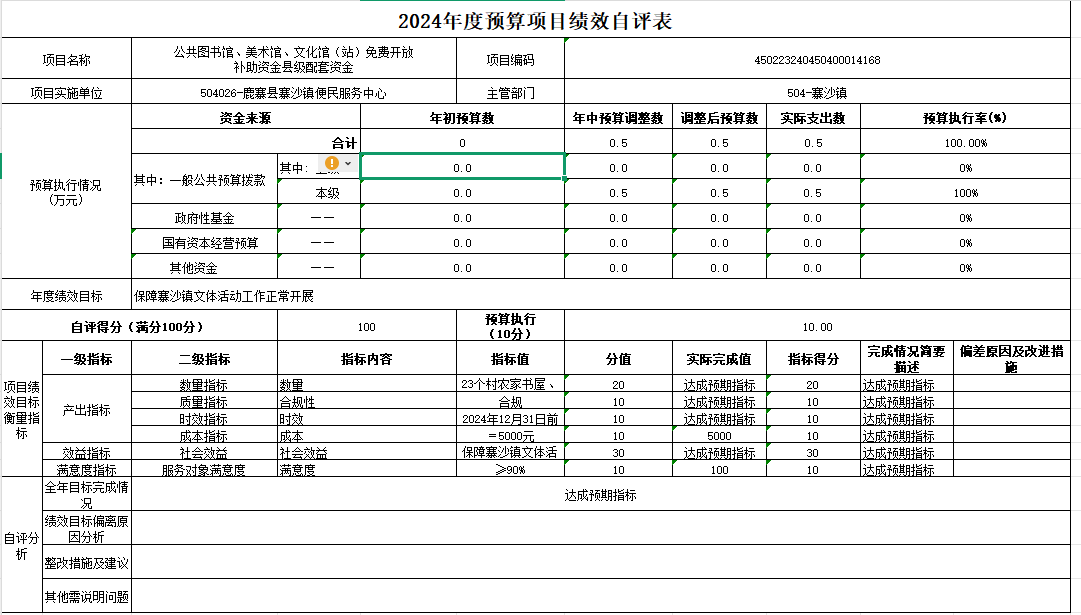 2024年度预算项目绩效自评表
项目名称 公共图书馆、美术馆、文化馆（站）免费开放 项目编码 450223240450400014168
补助资金县级配套资金
项目实施单位 504026-鹿寨县寨沙镇便民服务中心 主管部门 504-寨沙镇
资金来源 年初预算数 年中预算调整数 调整后预算数 实际支出数 预算执行率(%)
合计 0 0.5 0.5 0.5 100.00%
其中: 0.0 0.0 0.0 0.0 0%
其中: 一般公共预算拨款
本级 0.0 0.5 0.5 0.5 100%
预算执行情况
（万元）
政府性基金 —— 0.0 0.0 0.0 0.0 0%
国有资本经营预算 —— 0.0 0.0 0.0 0.0 0%
其他资金 —— 0.0 0.0 0.0 0.0 0%
年度绩效目标 保障寨沙镇文体活动工作正常开展
自评得分（满分100分） 100 预算执行 10.00
（10分）
一级指标 二级指标 指标内容 指标值 分值 实际完成值 指标得分 完成情况简要 偏差原因及改进措
描述 施
项目绩
效目标
衡量指
标
产出指标
数量指标 数量 23个村农家书屋、 20 达成预期指标 20 达成预期指标
质量指标 合规性 合规 10 达成预期指标 10 达成预期指标
时效指标 时效 2024年12月31日前 10 达成预期指标 10 达成预期指标
成本指标 成本 =5000元 10 5000 10 达成预期指标
效益指标 社会效益 社会效益 保障寨沙镇文体活 30 达成预期指标 30 达成预期指标
满意度指标 服务对象满意度 满意度 ≥90% 10 100 10 达成预期指标
自评分
析
全年目标完成情 达成预期指标
况
绩效目标偏离原
因分析
整改措施及建议
其他需说明问题